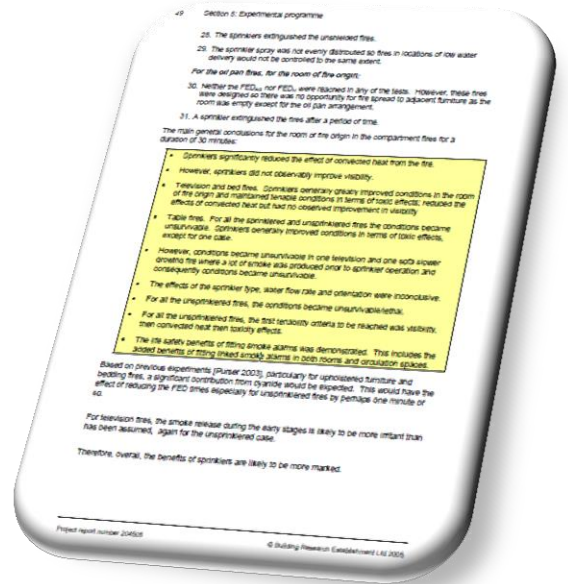 49 Section 5: Experimental programme
28. The sprinklers extinguished the unshielded fires.
29. The sprinkler spray was not evenly distributed so fires in locations of low water
delivery would not be controlled to the same extent.
For the oil pan fires, for the room of fire origin:
30. Neither the FED nor FED were reached in any of the tests. However, these fires
were designed so there was no opportunity for fire spread to adjacent furniture as the
room was empty except for the oil pan arrangement.
31. A sprinkler extinguished the fires after a period of time.
The main general conclusions for the room of fire origin in the compartment fires for a
duration of 30 minutes:
• Sprinklers significantly reduced the effect of convected heat from the fire.
• However, sprinklers did not observably improve visibility.
• Television and bed fires. Sprinklers generally greatly improved conditions in the room
of fire origin and maintained tenable conditions in terms of toxic effects; reduced the
effects of convected heat but had no observed improvement in visibility
• Table fires. For all the sprinklered and unsprinklered fires the conditions became
unsurvivable. Sprinklers generally improved conditions in terms of toxic effects,
except for one case.
• However, conditions became unsurvivable in one television and one sofa slower
growing fire where a lot of smoke was produced prior to sprinkler operation and
consequently conditions became unsurvivable.
• The effects of the sprinkler type, water flow rate and orientation were inconclusive.
• For all the unsprinklered fires, the conditions became unsurvivable/lethal.
• For all the unsprinklered fires, the first tenability criteria to be reached was visibility,
then convected heat then toxicity effects.
• The life safety benefits of fitting smoke alarms was demonstrated. This includes the
added benefits of fitting linked smoke alarms in both rooms and circulation spaces.
Based on previous experiments [Purser 2003], particularly for upholstered furniture and
bedding fires, a significant contribution from cyanide would be expected. This would have the
effect of reducing the FED times especially for unsprinklered fires by perhaps one minute or
so.
For television fires, the smoke release during the early stages is likely to be more irritant than
has been assumed, again for the unsprinklered case.
Therefore, overall, the benefits of sprinklers are likely to be more marked.
Project report number 204505
© Building Research Establishment Ltd 2005